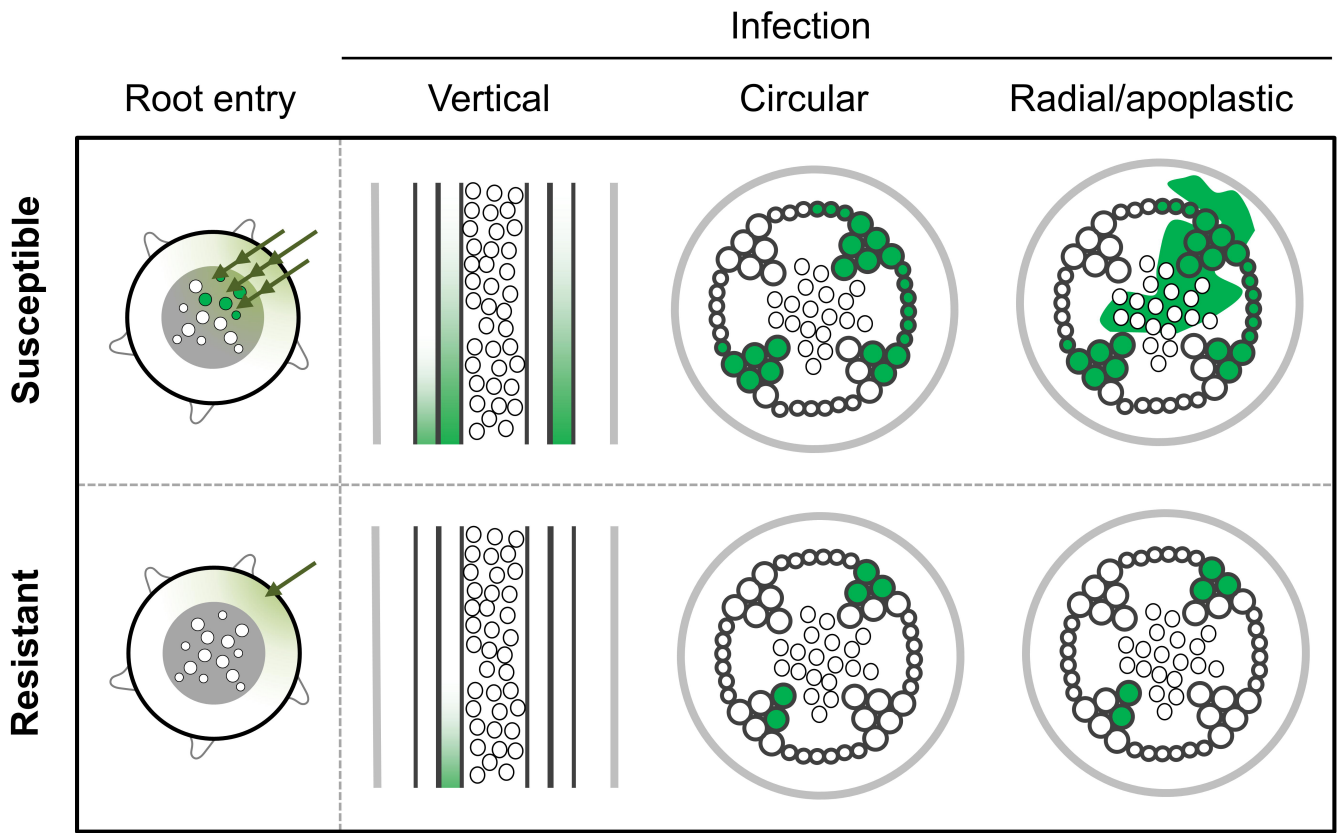 Infection
Root entry
Vertical
Circular
Radial/apoplastic
Susceptible
Resistant